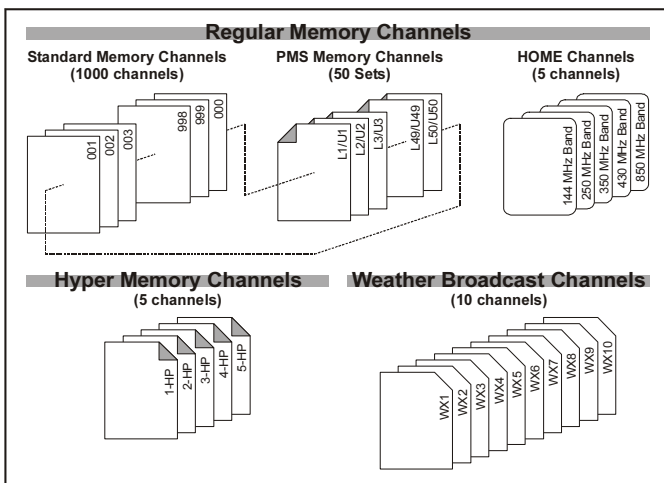 Regular Memory Channels
Standard Memory Channels
(1000 channels)
001
002
003
998
999
000
PMS Memory Channels
(50 Sets)
L1/U1
L2/U2
L3/U3
L49/U49
L50/U50
HOME Channels
(5 channels)
144 MHz Band
250 MHz Band
350 MHz Band
430 MHz Band
850 MHz Band
Hyper Memory Channels
(5 channels)
1-HP
2-HP
3-HP
4-HP
5-HP
Weather Broadcast Channels
(10 channels)
WX1
WX2
WX3
WX4
WX5
WX6
WX7
WX8
WX9
WX10